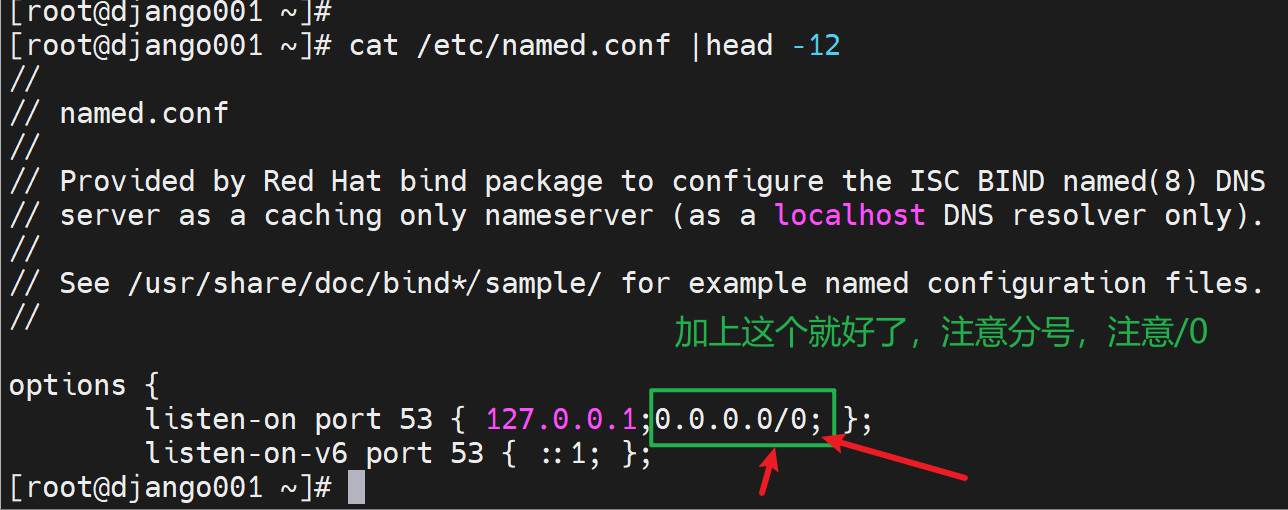 [root@django001 ~]#
[root@django001 ~]# cat /etc/named.conf |head -12
//
// named.conf
//
// Provided by Red Hat bind package to configure the ISC BIND named(8) DNS
// server as a caching only nameserver (as a localhost DNS resolver only).
//
// See /usr/share/doc/bind*/sample/ for example named configuration files.
//
加上这个就好了，注意分号，注意/0
options {
        listen-on port 53 { 127.0.0.1;0.0.0.0/0; };
        listen-on-v6 port 53 { ::1; };
[root@django001 ~]#